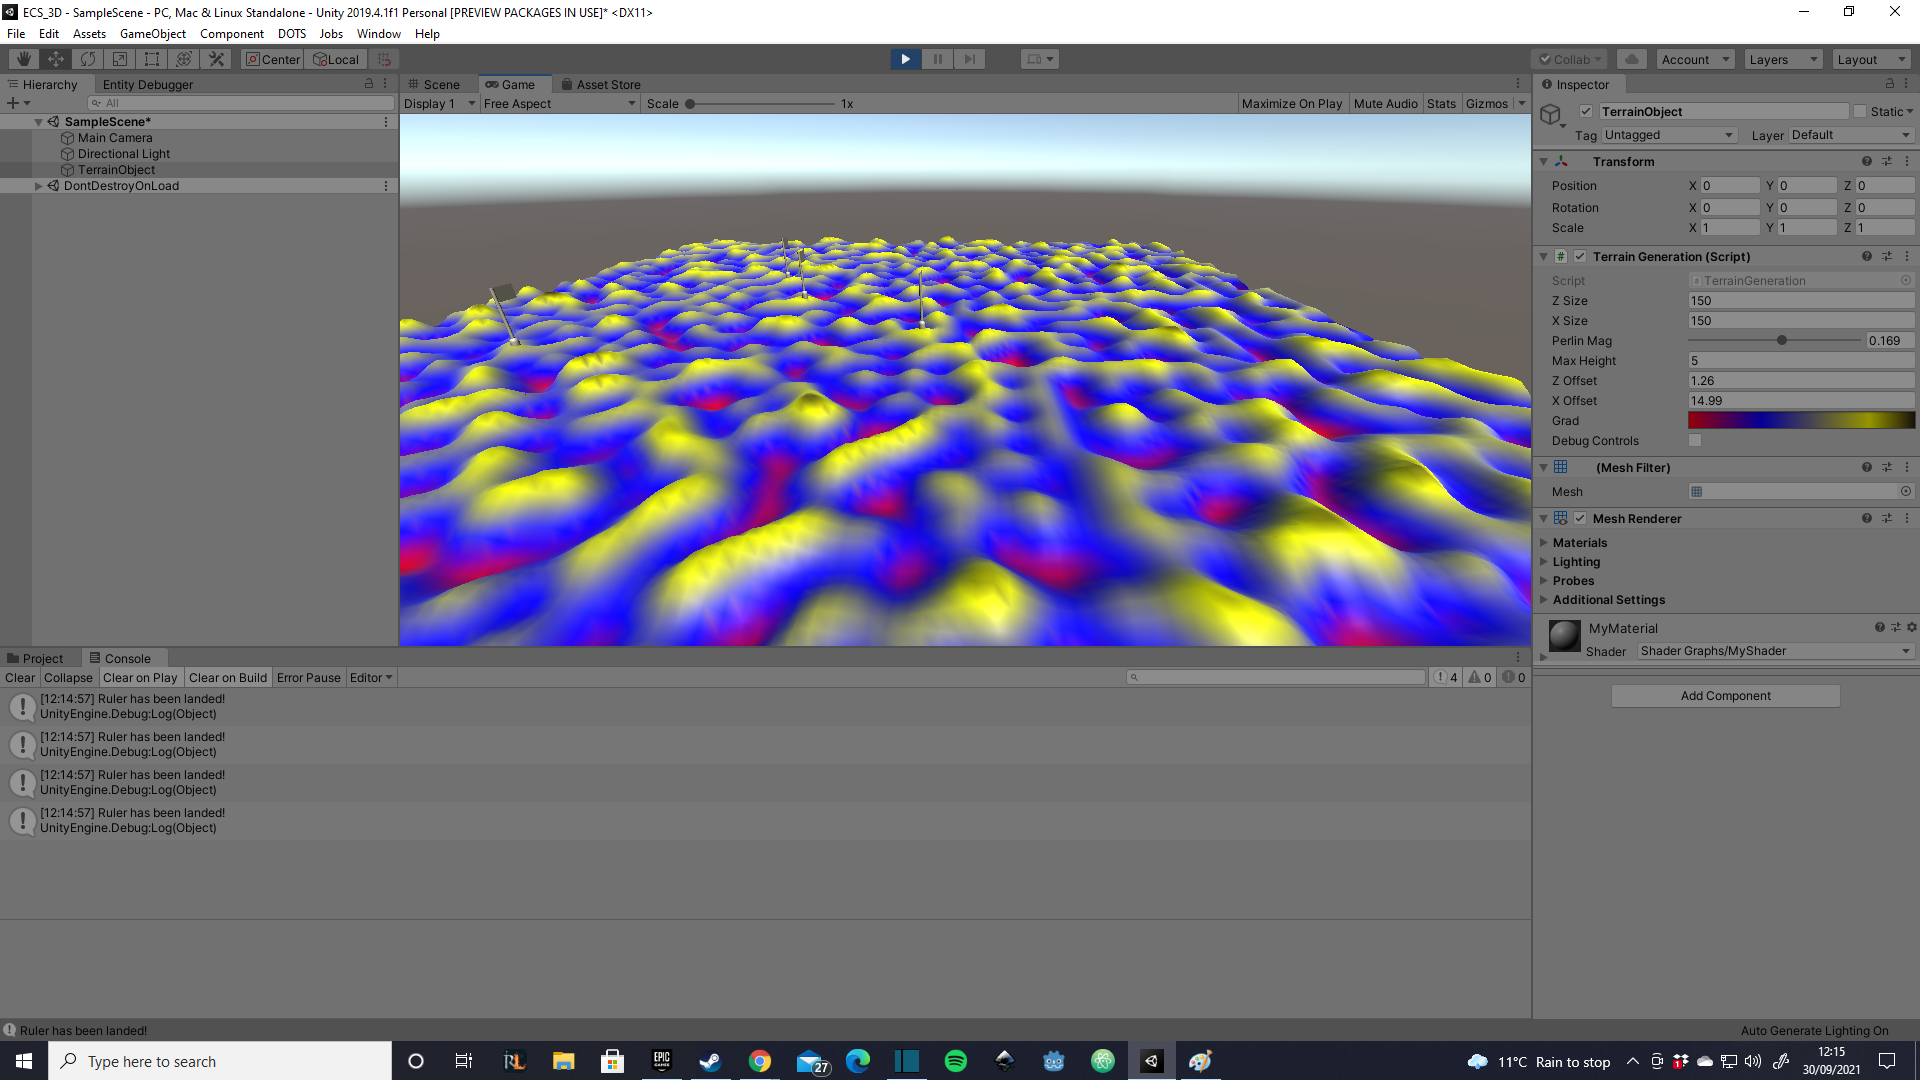 ECS_3D - SampleScene - PC, Mac & Linux Standalone - Unity 2019.4.1f1 Personal [PREVIEW PACKAGES IN USE]* <DX11>
File Edit Assets GameObject Component DOTS Jobs Window Help
Center Local Collab Account Layers Layout
Hierarchy Entity Debugger
All
SampleScene*
Main Camera
Directional Light
TerrainObject
DontDestroyOnLoad
Scene Game Asset Store
Display 1 Free Aspect Scale 1x Maximize On Play Mute Audio Stats Gizmos
Inspector
TerrainObject Static
Tag Untagged Layer Default
Transform
Position X 0 Y 0 Z 0
Rotation X 0 Y 0 Z 0
Scale X 1 Y 1 Z 1
Terrain Generation (Script)
Script TerrainGeneration
Z Size 150
X Size 150
Perlin Mag 0.169
Max Height 5
Z Offset 1.26
X Offset 14.99
Grad
Debug Controls
(Mesh Filter)
Mesh
Mesh Renderer
Materials
Lighting
Probes
Additional Settings
MyMaterial
Shader Shader Graphs/MyShader
Add Component
Project Console
Clear Collapse Clear on Play Clear on Build Error Pause Editor 4 0 0
[12:14:57] Ruler has been landed!
UnityEngine.Debug:Log(Object)
[12:14:57] Ruler has been landed!
UnityEngine.Debug:Log(Object)
[12:14:57] Ruler has been landed!
UnityEngine.Debug:Log(Object)
[12:14:57] Ruler has been landed!
UnityEngine.Debug:Log(Object)
Ruler has been landed!
Auto Generate Lighting On
Type here to search
RL
EPIC GAMES
27
11°C Rain to stop
1
12:15
30/09/2021